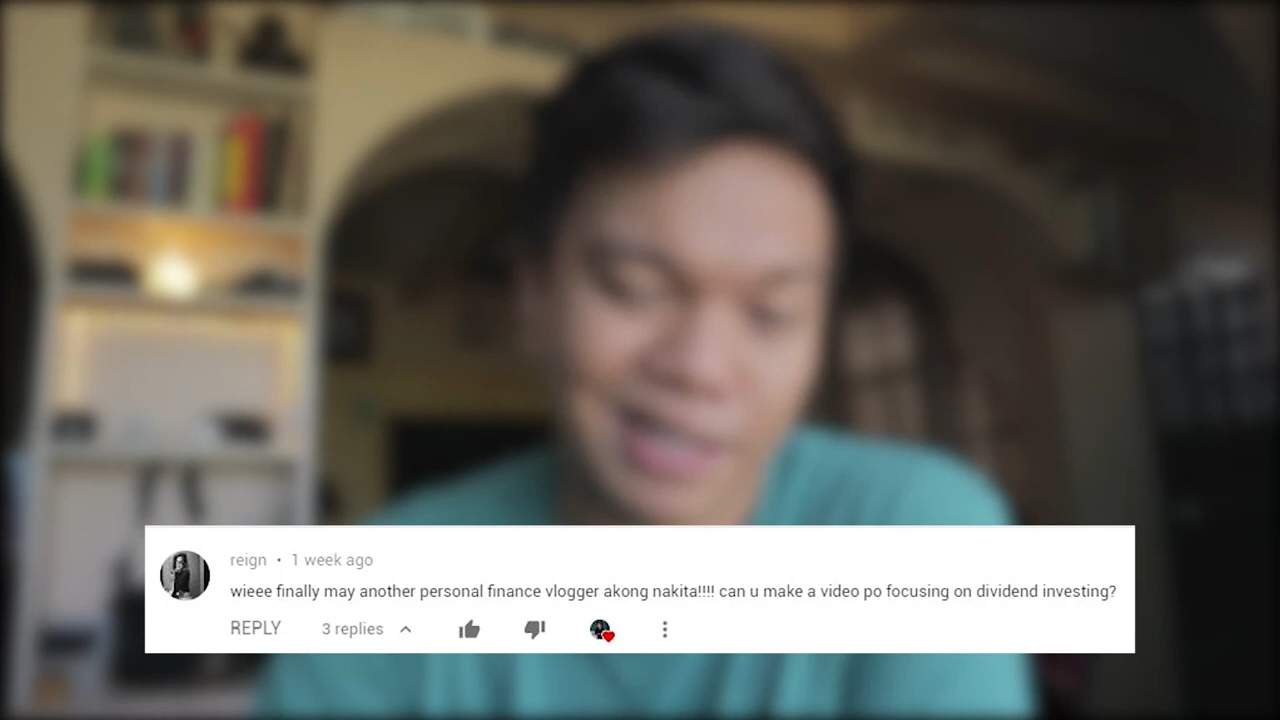 reign • 1 week ago
wieee finally may another personal finance vlogger akong nakita!!!! can u make a video po focusing on dividend investing?
REPLY 3 replies